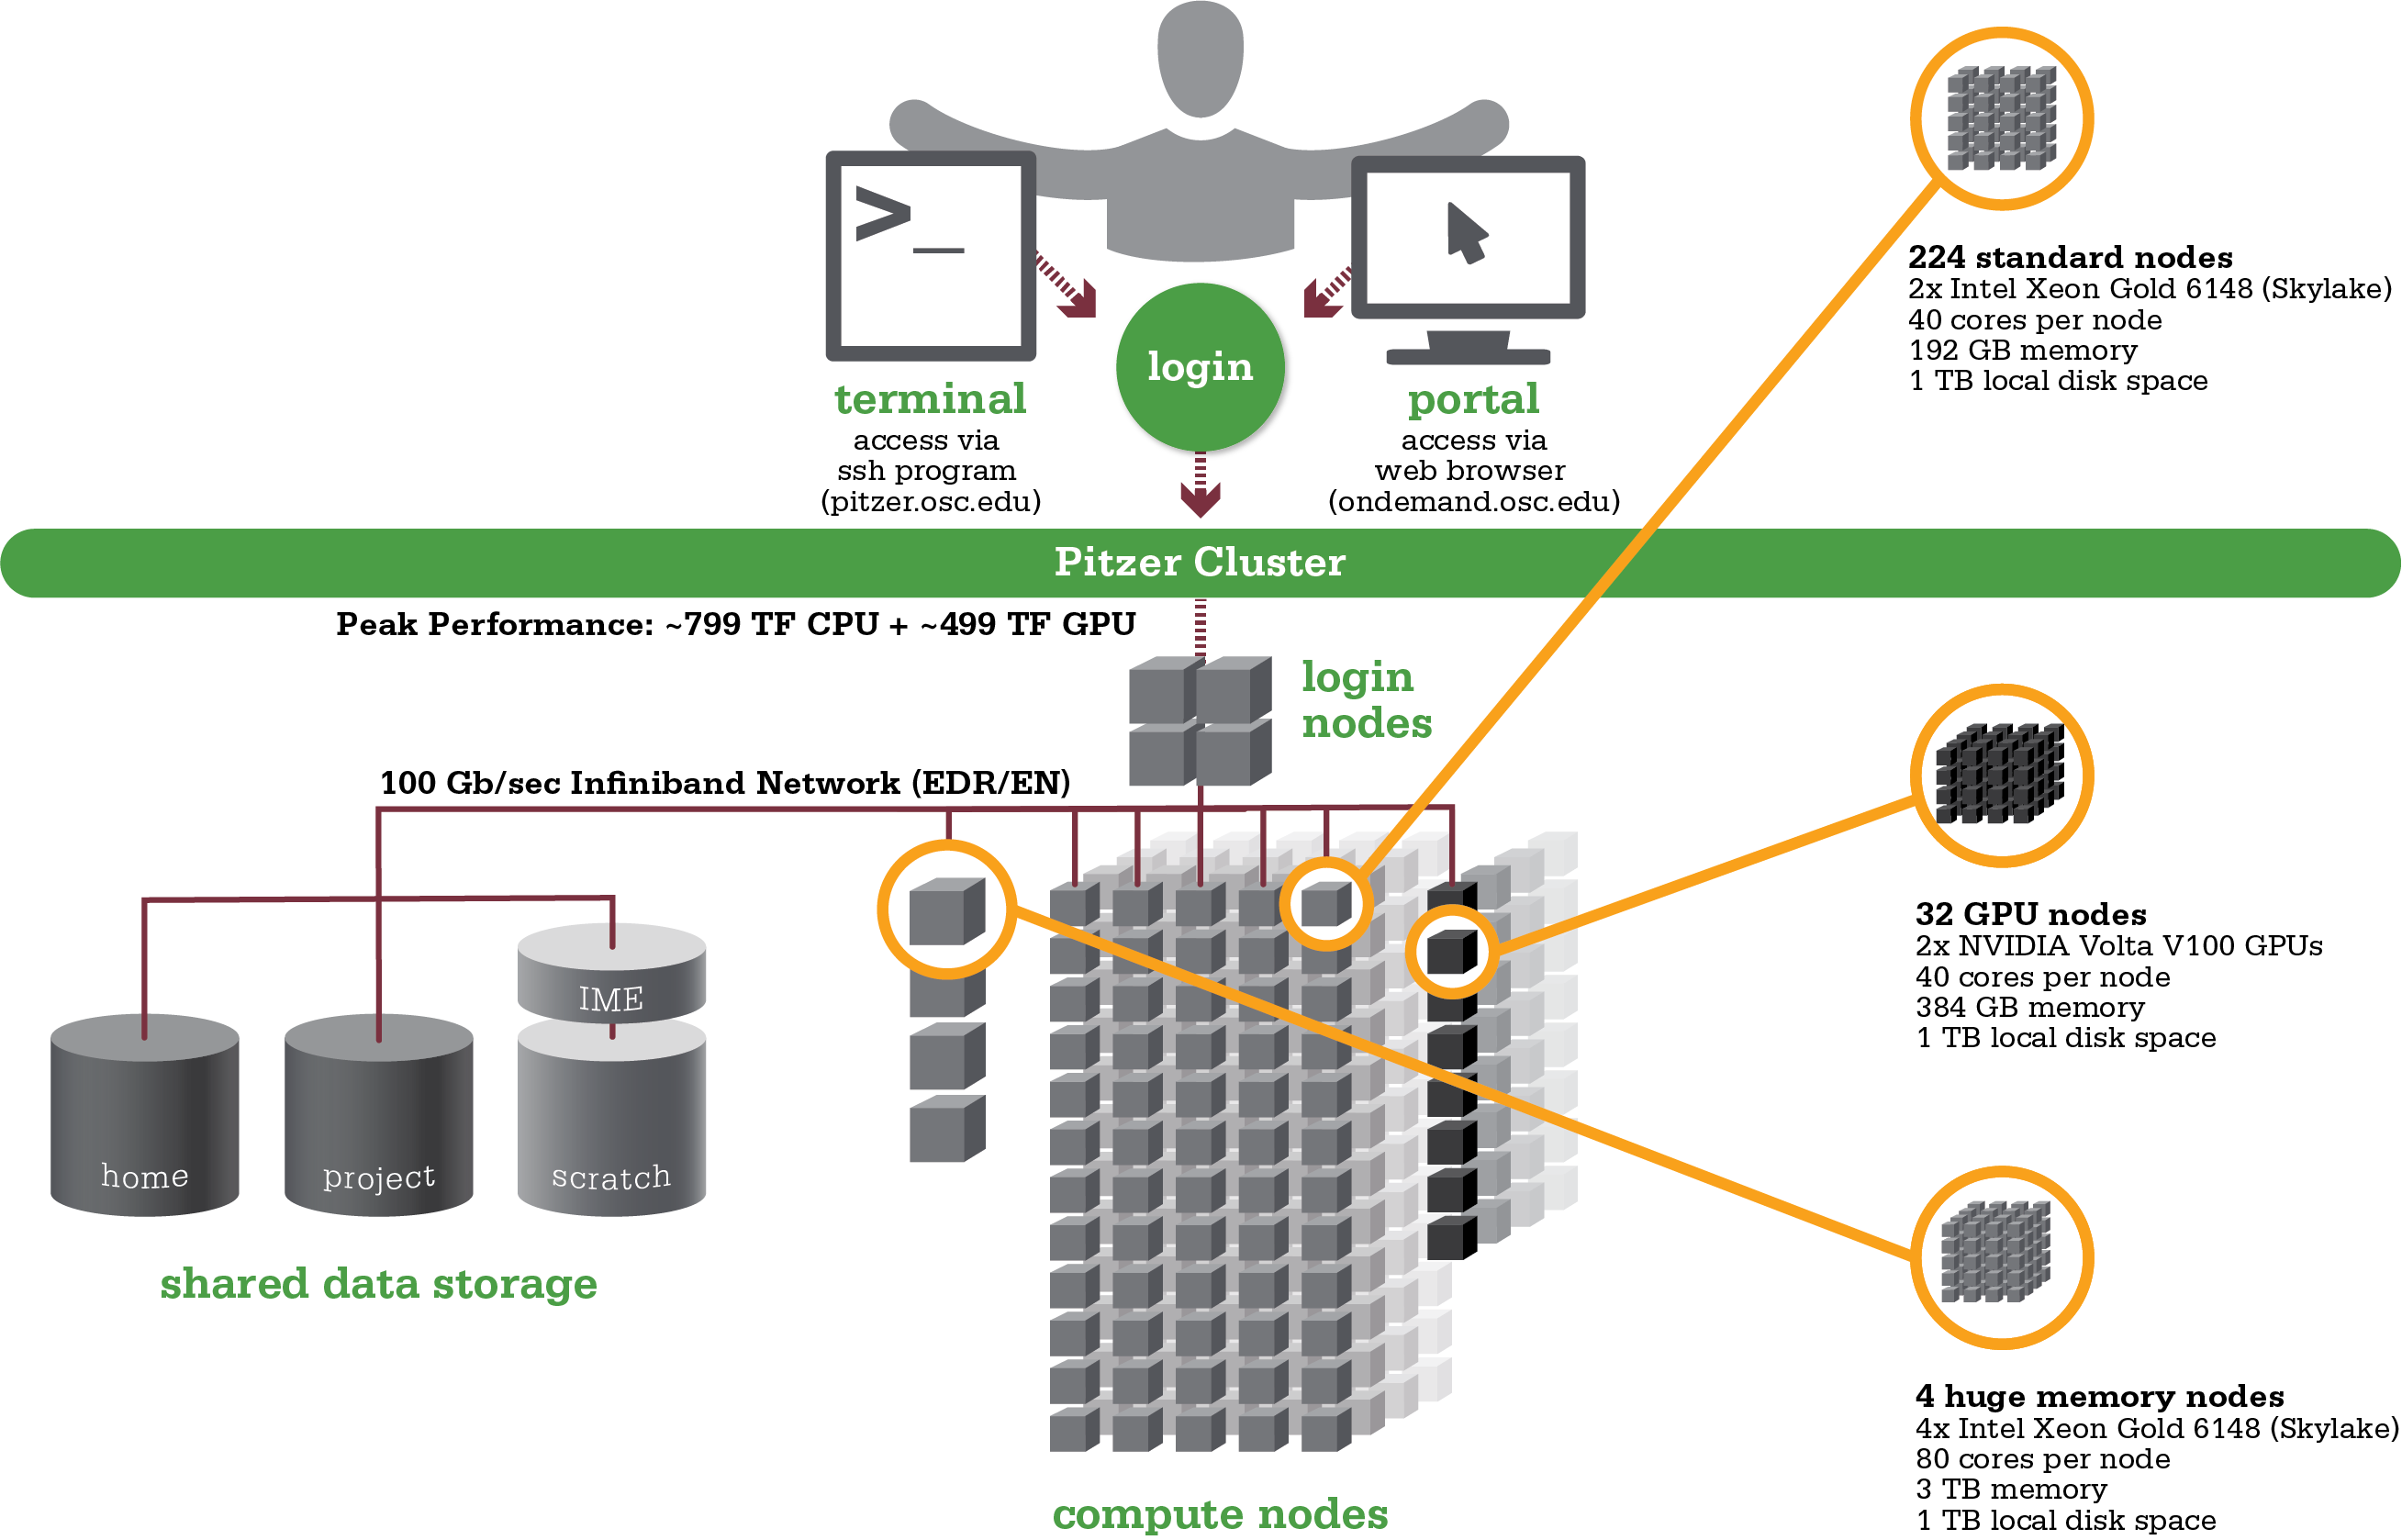 >_
login
terminal
access via
ssh program
(pitzer.osc.edu)
portal
access via
web browser
(ondemand.osc.edu)
224 standard nodes
2x Intel Xeon Gold 6148 (Skylake)
40 cores per node
192 GB memory
1 TB local disk space
Pitzer Cluster
Peak Performance: ~799 TF CPU + ~499 TF GPU
login
nodes
100 Gb/sec Infiniband Network (EDR/EN)
IME
home
project
scratch
shared data storage
32 GPU nodes
2x NVIDIA Volta V100 GPUs
40 cores per node
384 GB memory
1 TB local disk space
4 huge memory nodes
4x Intel Xeon Gold 6148 (Skylake)
80 cores per node
3 TB memory
1 TB local disk space
compute nodes